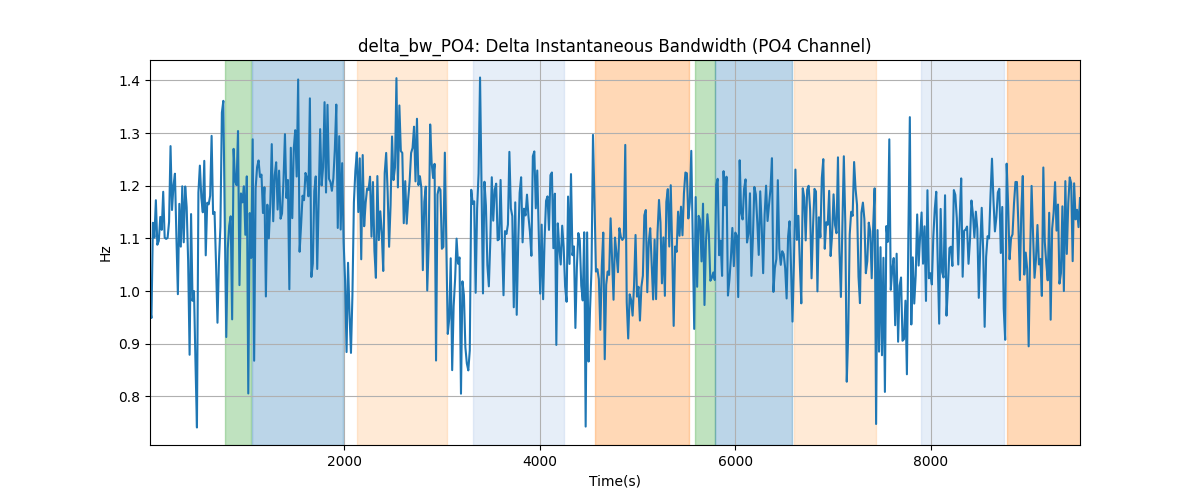 delta_bw_PO4: Delta Instantaneous Bandwidth (PO4 Channel)
1.4
1.3
1.2
1.1
1.0
0.9
0.8
Hz
2000 4000 6000 8000
Time(s)